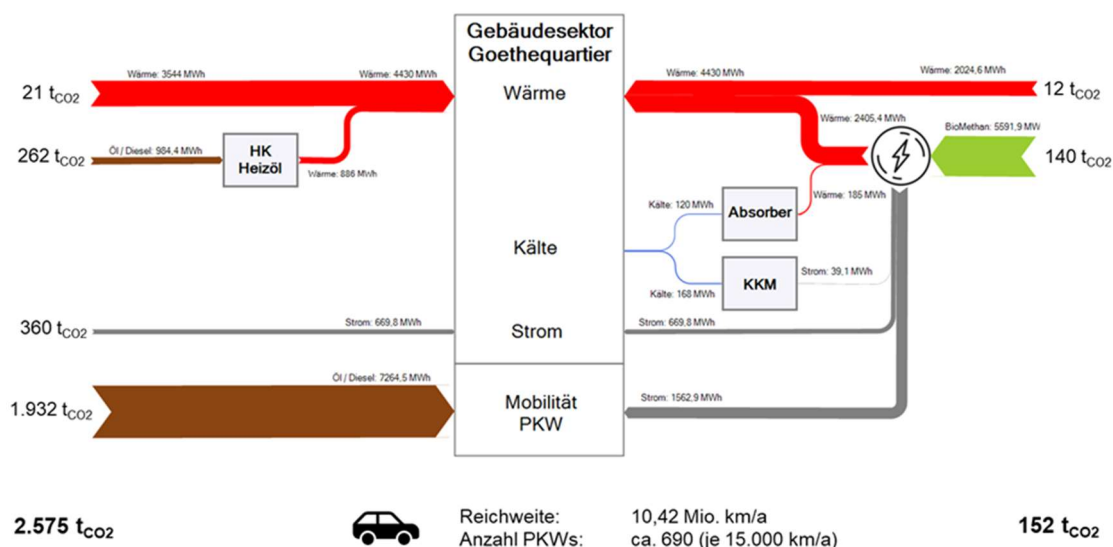 Gebäudesektor
Goethequartier
Wärme: 3544 MWh
Wärme: 4430 MWh
21 tCO2
Wärme
Wärme: 4430 MWh
Wärme: 2024,6 MWh
12 tCO2
Öl / Diesel: 984,4 MWh
262 tCO2
HK
Heizöl
Wärme: 886 MWh
Wärme: 2405,4 MWh
BioMethan: 5591,9 MW
140 tCO2
Kälte: 120 MWh
Absorber
Wärme: 185 MWh
Kälte
KKM
Strom: 39,1 MWh
Kälte: 168 MWh
360 tCO2
Strom: 669,8 MWh
Strom
Strom: 669,8 MWh
Öl / Diesel: 7264,5 MWh
1.932 tCO2
Mobilität
PKW
Strom: 1562,9 MWh
2.575 tCO2
Reichweite: 10,42 Mio. km/a
Anzahl PKWs: ca. 690 (je 15.000 km/a)
152 tCO2